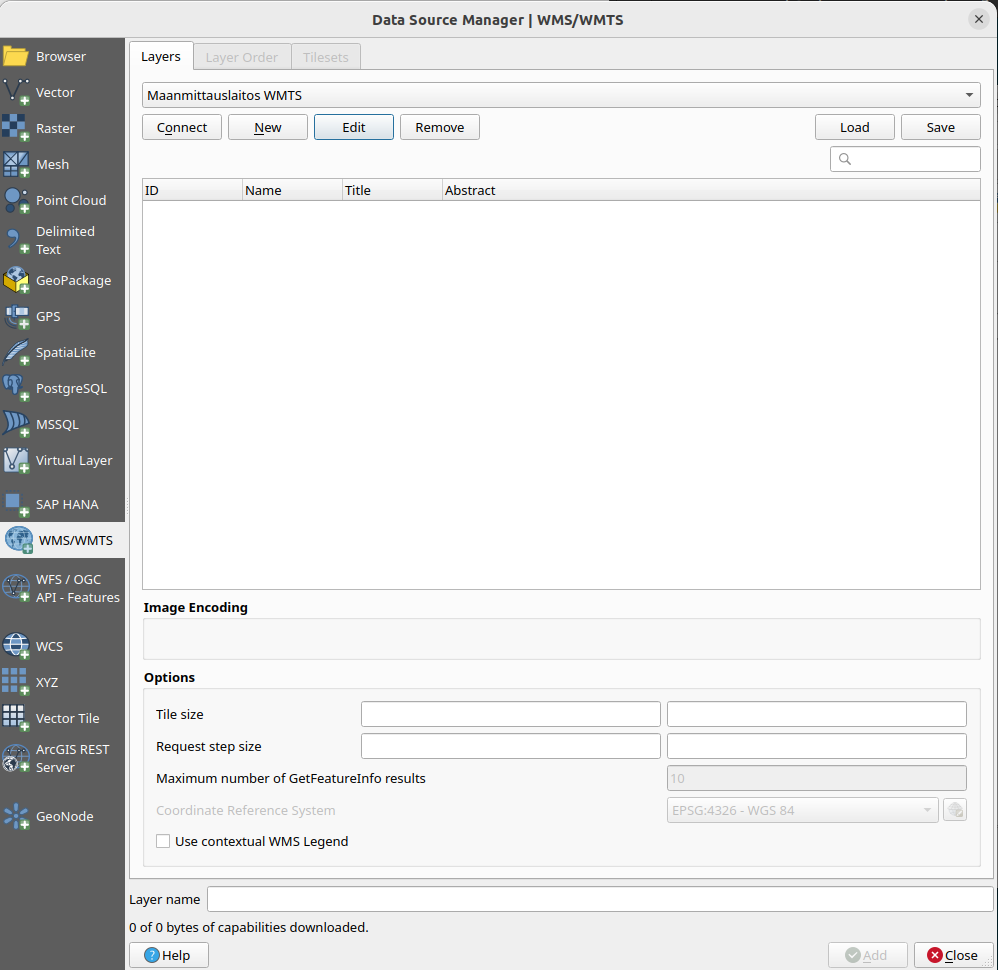 Data Source Manager | WMS/WMTS
Browser
Vector
Raster
Mesh
Point Cloud
Delimited
Text
GeoPackage
GPS
SpatiaLite
PostgreSQL
MSSQL
Virtual Layer
SAP HANA
WMS/WMTS
WFS / OGC
API - Features
WCS
XYZ
Vector Tile
ArcGIS REST
Server
GeoNode
Layers Layer Order Tilesets
Maanmittauslaitos WMTS
Connect New Edit Remove Load Save
ID Name Title Abstract
Image Encoding
Options
Tile size
Request step size
Maximum number of GetFeatureInfo results 10
Coordinate Reference System EPSG:4326 - WGS 84
Use contextual WMS Legend
Layer name
0 of 0 bytes of capabilities downloaded.
? Help Add Close